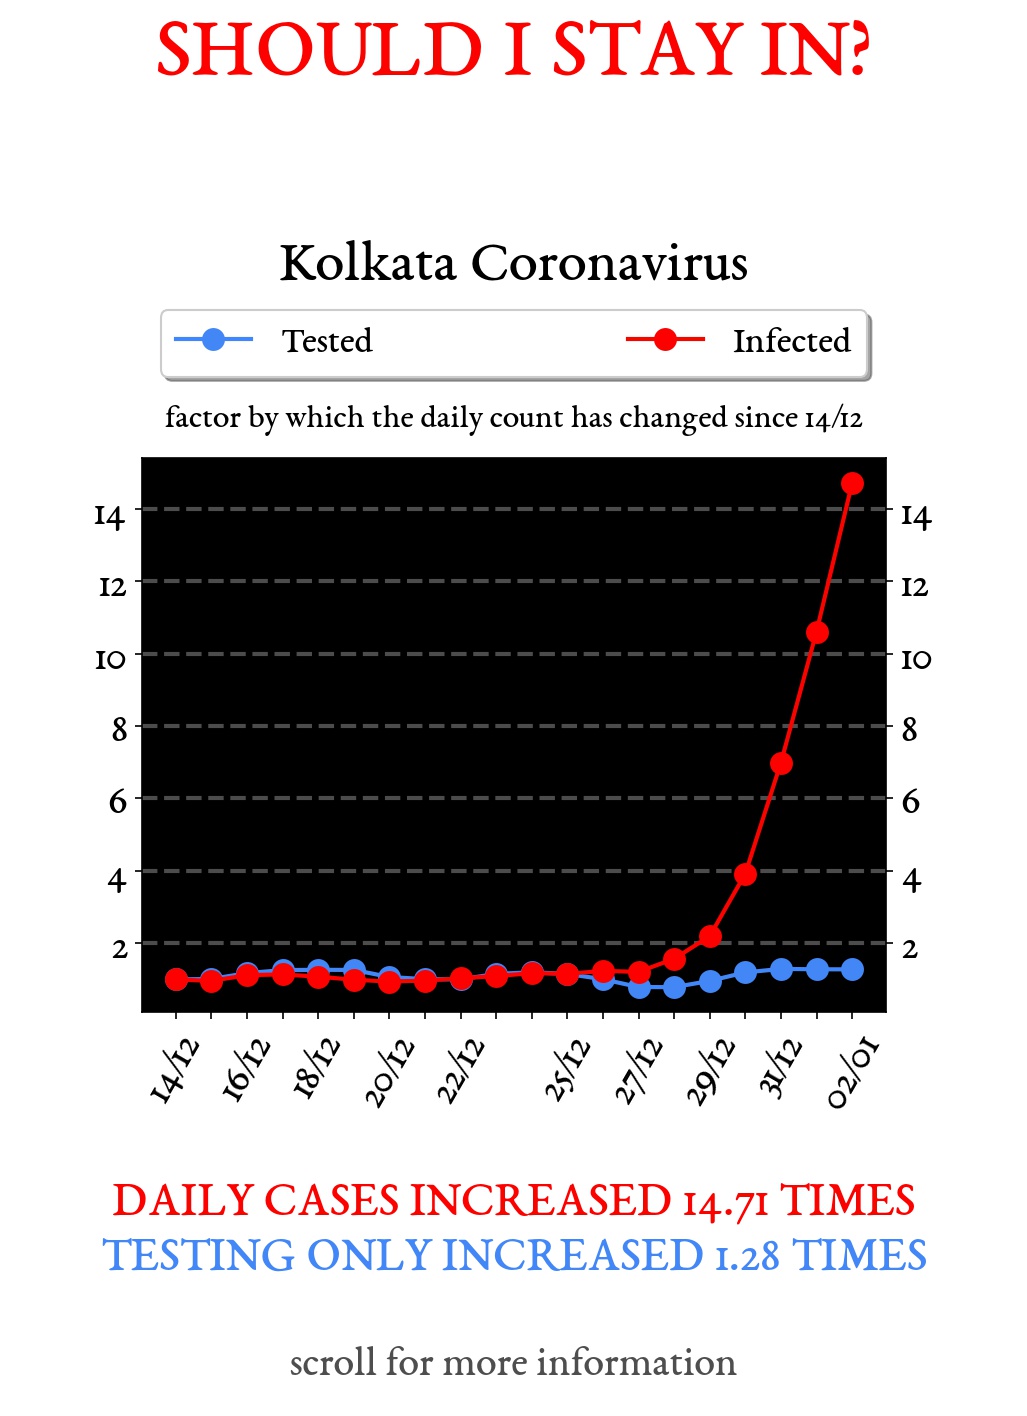 SHOULD I STAY IN?
Kolkata Coronavirus
Tested Infected
factor by which the daily count has changed since 14/12
14 14
12 12
10 10
8 8
6 6
4 4
2 2
14/12 16/12 18/12 20/12 22/12 25/12 27/12 29/12 31/12 02/01
DAILY CASES INCREASED 14.71 TIMES
TESTING ONLY INCREASED 1.28 TIMES
scroll for more information